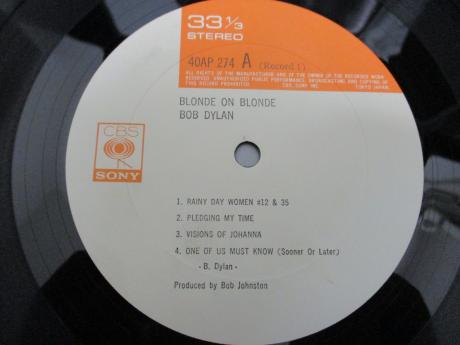 33 1/3
STEREO
40AP 274 A (Record 1)
ALL RIGHTS OF THE MANUFACTURER AND OF THE OWNER OF THE RECORDED WORK
RESERVED. UNAUTHORIZED PUBLIC PERFORMANCE, BROADCASTING AND COPYING OF
THIS RECORD PROHIBITED. CBS SONY INC. TOKYO JAPAN.
BLONDE ON BLONDE
BOB DYLAN
CBS
SONY
1. RAINY DAY WOMEN #12 & 35
2. PLEDGING MY TIME
3. VISIONS OF JOHANNA
4. ONE OF US MUST KNOW (Sooner Or Later)
- B. Dylan -
Produced by Bob Johnston